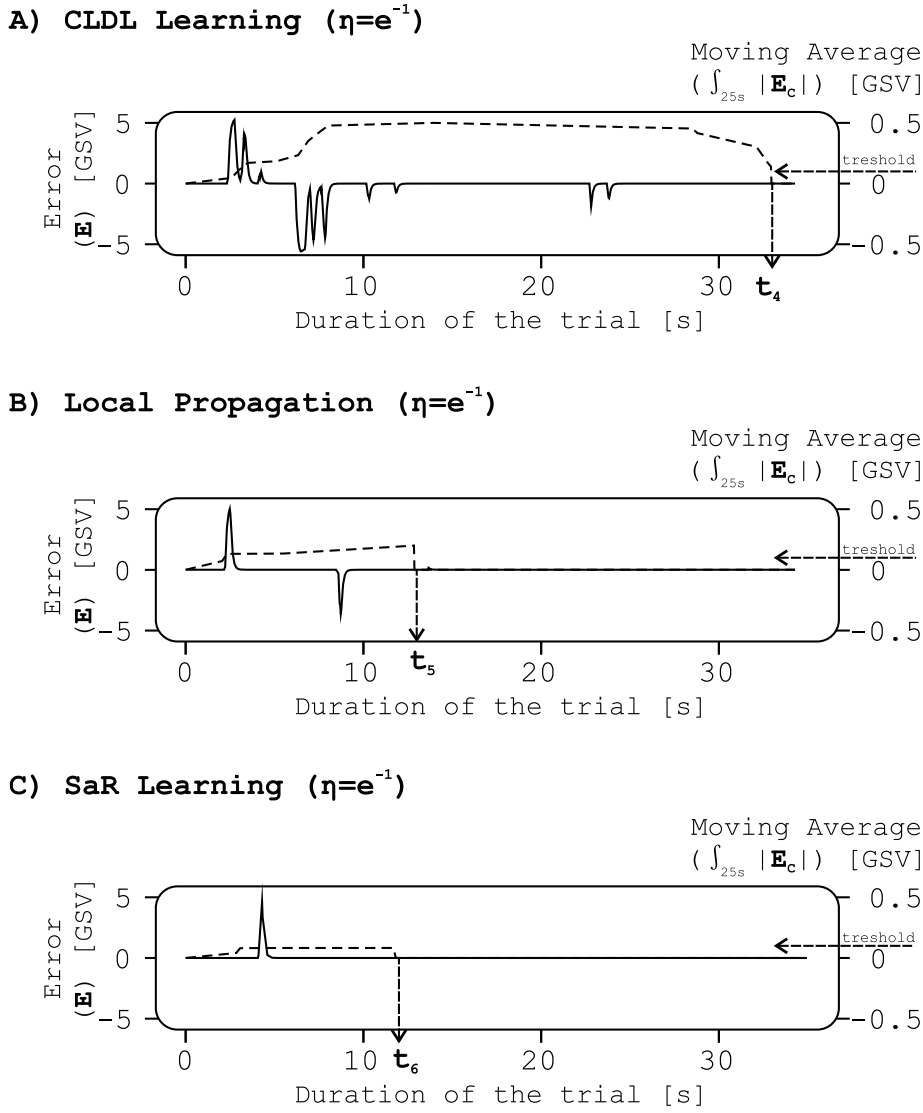 A) CLDL Learning (η=e⁻¹)
Moving Average
(∫₂₅ₛ |E꜀|) [GSV]
Error
(E) [GSV]
5
0
-5
0.5
treshold
0
-0.5
0 10 20 30
t₄
Duration of the trial [s]
B) Local Propagation (η=e⁻¹)
Moving Average
(∫₂₅ₛ |E꜀|) [GSV]
Error
(E) [GSV]
5
0
-5
0.5
treshold
0
-0.5
0 10 20 30
t₅
Duration of the trial [s]
C) SaR Learning (η=e⁻¹)
Moving Average
(∫₂₅ₛ |E꜀|) [GSV]
Error
(E) [GSV]
5
0
-5
0.5
treshold
0
-0.5
0 10 20 30
t₆
Duration of the trial [s]